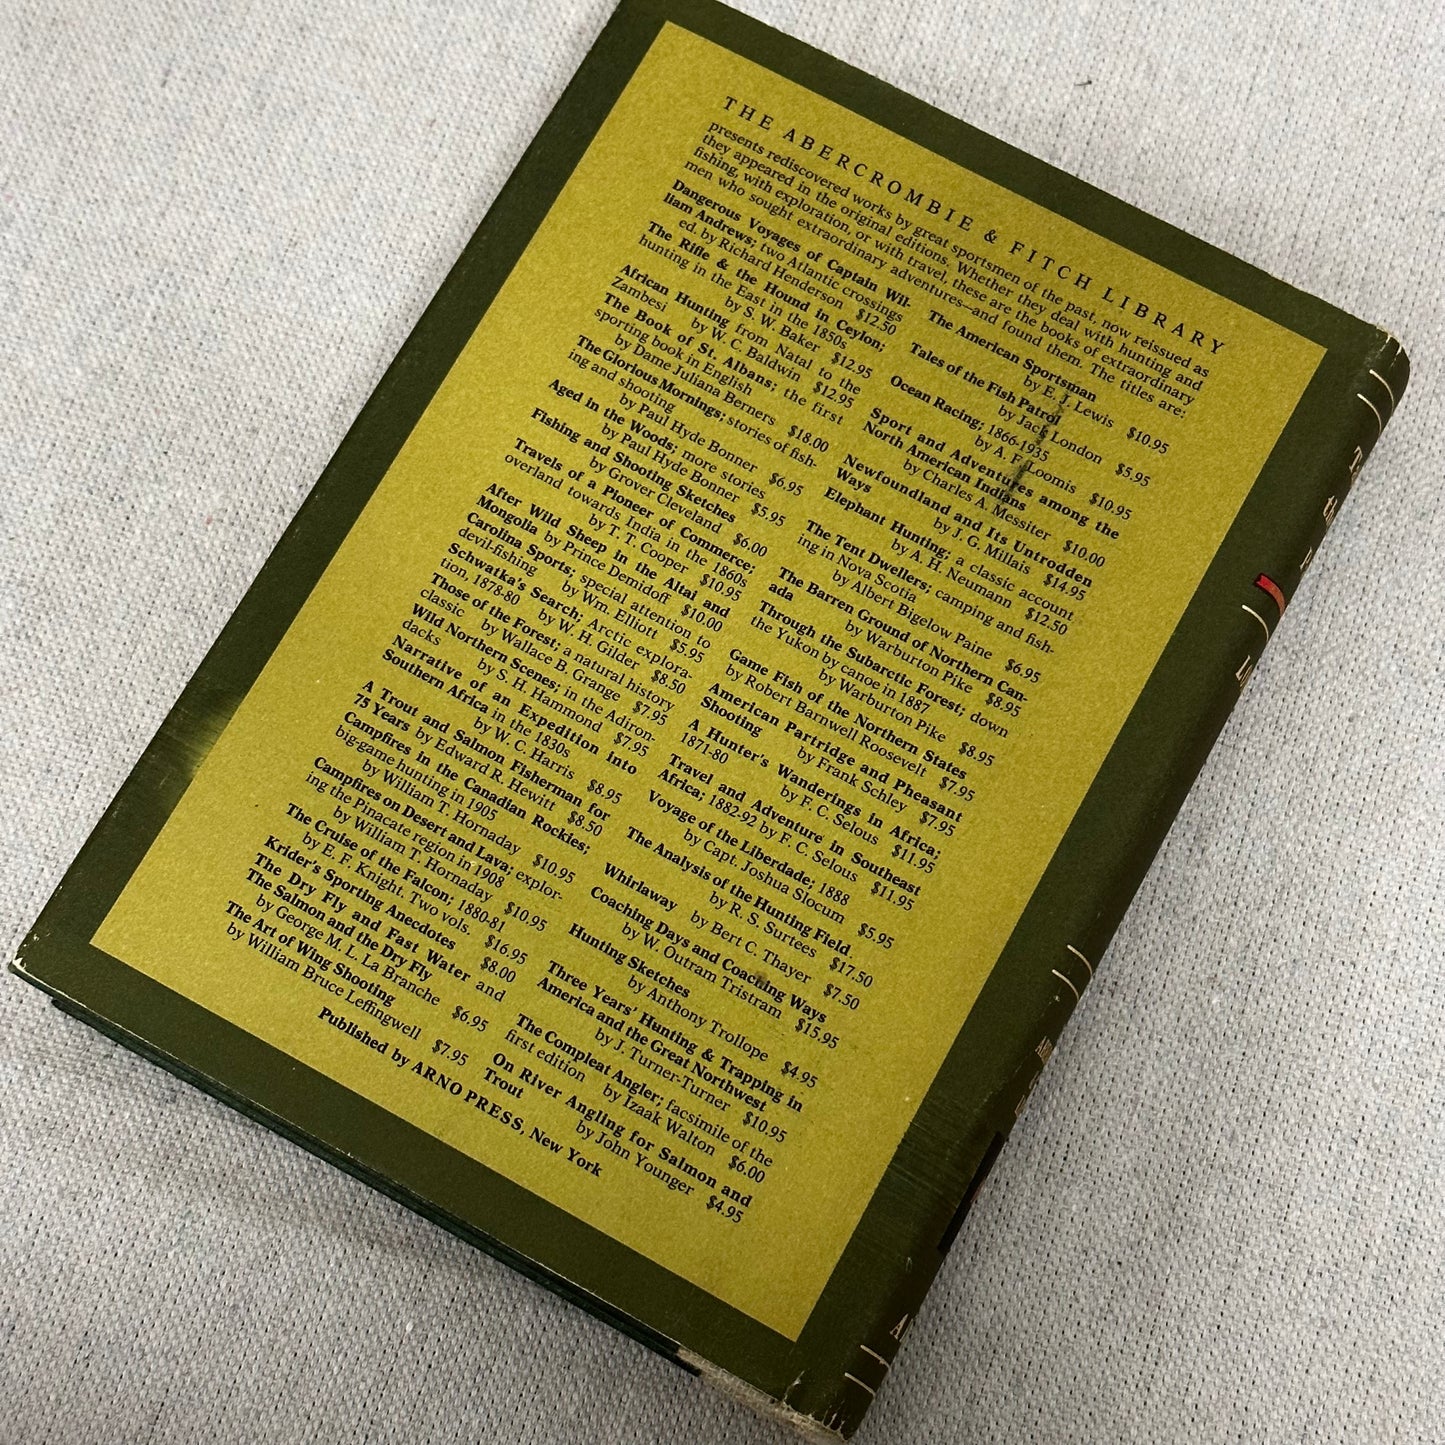 THE ABERCROMBIE & FITCH LIBRARY
presents rediscovered works by great sportsmen of the past, now reissued as
they appeared in the original editions. Whether they deal with hunting and
fishing, with exploration, or with travel, these are the books of extraordinary
men who sought extraordinary adventures—and found them. The titles are:
Dangerous Voyages of Captain Wil-
liam Andrews; two Atlantic crossings
ed. by Richard Henderson $12.50
The Rifle & the Hound in Ceylon;
hunting in the East in the 1850s
by S. W. Baker $12.95
African Hunting from Natal to the
Zambesi by W. C. Baldwin $12.95
The Book of St. Albans; the first
sporting book in English
by Dame Juliana Berners $18.00
The Glorious Mornings; stories of fish-
ing and shooting
by Paul Hyde Bonner $6.95
Aged in the Woods; more stories
by Paul Hyde Bonner $5.95
Fishing and Shooting Sketches
by Grover Cleveland $6.00
Travels of a Pioneer of Commerce;
overland towards India in the 1860s
by T. T. Cooper $10.95
After Wild Sheep in the Altai and
Mongolia by Prince Demidoff $10.00
Carolina Sports; special attention to
devil-fishing by Wm. Elliott $5.95
Schwatka's Search; Arctic explora-
tion, 1878-80 by W. H. Gilder $8.50
Those of the Forest; a natural history
classic by Wallace B. Grange $7.95
Wild Northern Scenes; in the Adiron-
dacks by S. H. Hammond $7.95
Narrative of an Expedition into
Southern Africa in the 1830s
by W. C. Harris $8.95
A Trout and Salmon Fisherman for
75 Years by Edward R. Hewitt $8.50
Campfires in the Canadian Rockies;
big-game hunting in 1905
by William T. Hornaday $10.95
Campfires on Desert and Lava; explor-
ing the Pinacate region in 1908
by William T. Hornaday $10.95
The Cruise of the Falcon; 1880-81
by E. F. Knight. Two vols. $16.95
Krider's Sporting Anecdotes $8.00
The Dry Fly and Fast Water and
The Salmon and the Dry Fly
by George M. L. La Branche $6.95
The Art of Wing Shooting
by William Bruce Leffingwell $7.95
The American Sportsman
by E. J. Lewis $10.95
Tales of the Fish Patrol
by Jack London $5.95
Ocean Racing; 1866-1935
by A. F. Loomis $10.95
Sport and Adventures among the
North American Indians
by Charles A. Messiter $10.00
Newfoundland and Its Untrodden
Ways by J. G. Millais $14.95
Elephant Hunting; a classic account
by A. H. Neumann $12.50
The Tent Dwellers; camping and fish-
ing in Nova Scotia
by Albert Bigelow Paine $6.95
The Barren Ground of Northern Can-
ada by Warburton Pike $8.95
Through the Subarctic Forest; down
the Yukon by canoe in 1887
by Warburton Pike $8.95
Game Fish of the Northern States
by Robert Barnwell Roosevelt $7.95
American Partridge and Pheasant
Shooting by Frank Schley $7.95
A Hunter's Wanderings in Africa;
1871-80 by F. C. Selous $11.95
Travel and Adventure in Southeast
Africa; 1882-92 by F. C. Selous $11.95
Voyage of the Liberdade; 1888
by Capt. Joshua Slocum $5.95
The Analysis of the Hunting Field
by R. S. Surtees $17.50
Whirlaway by Bert C. Thayer $7.50
Coaching Days and Coaching Ways
by W. Outram Tristram $15.95
Hunting Sketches
by Anthony Trollope $4.95
Three Years' Hunting & Trapping in
America and the Great Northwest
by J. Turner-Turner $10.95
The Compleat Angler; facsimile of the
first edition by Izaak Walton $6.00
On River Angling for Salmon and
Trout by John Younger $4.95
Published by ARNO PRESS, New York